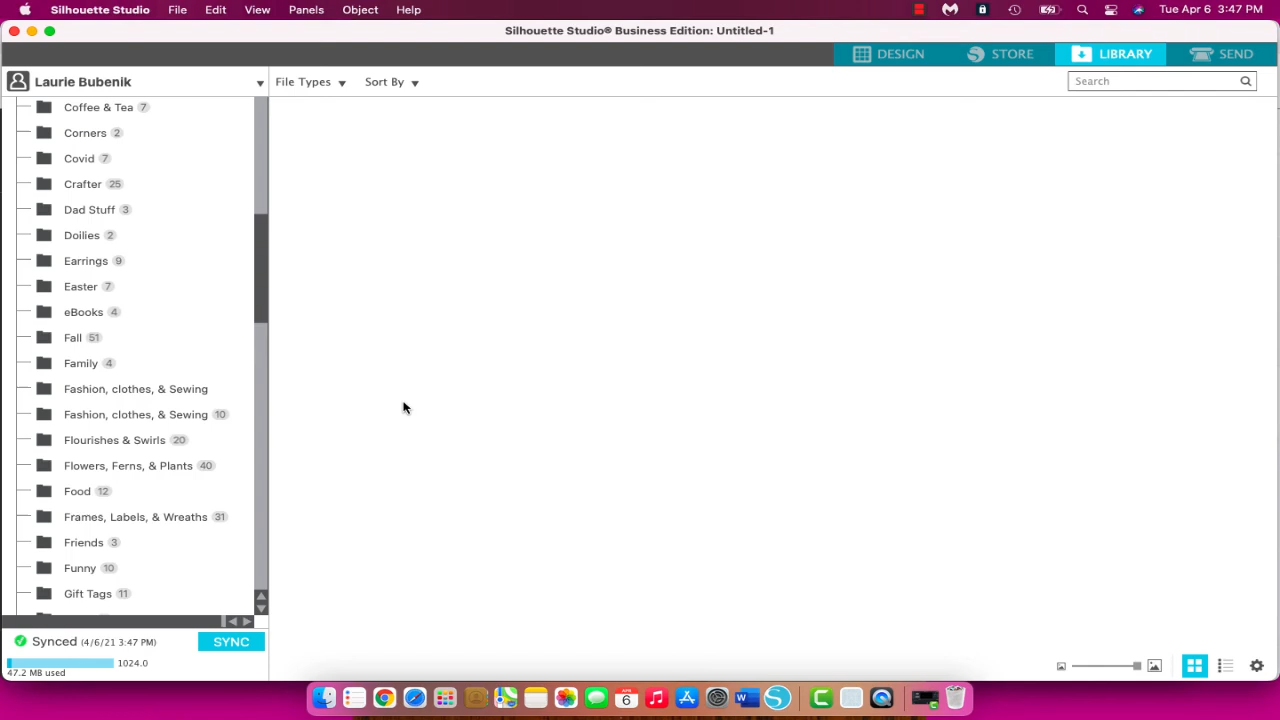 Silhouette Studio File Edit View Panels Object Help Tue Apr 6 3:47 PM
Silhouette Studio® Business Edition: Untitled-1
DESIGN STORE LIBRARY SEND
Laurie Bubenik File Types Sort By Search
Coffee & Tea 7
Corners 2
Covid 7
Crafter 25
Dad Stuff 3
Doilies 2
Earrings 9
Easter 7
eBooks 4
Fall 51
Family 4
Fashion, clothes, & Sewing
Fashion, clothes, & Sewing 10
Flourishes & Swirls 20
Flowers, Ferns, & Plants 40
Food 12
Frames, Labels, & Wreaths 31
Friends 3
Funny 10
Gift Tags 11
Synced (4/6/21 3:47 PM) SYNC
1024.0
47.2 MB used
APR
6